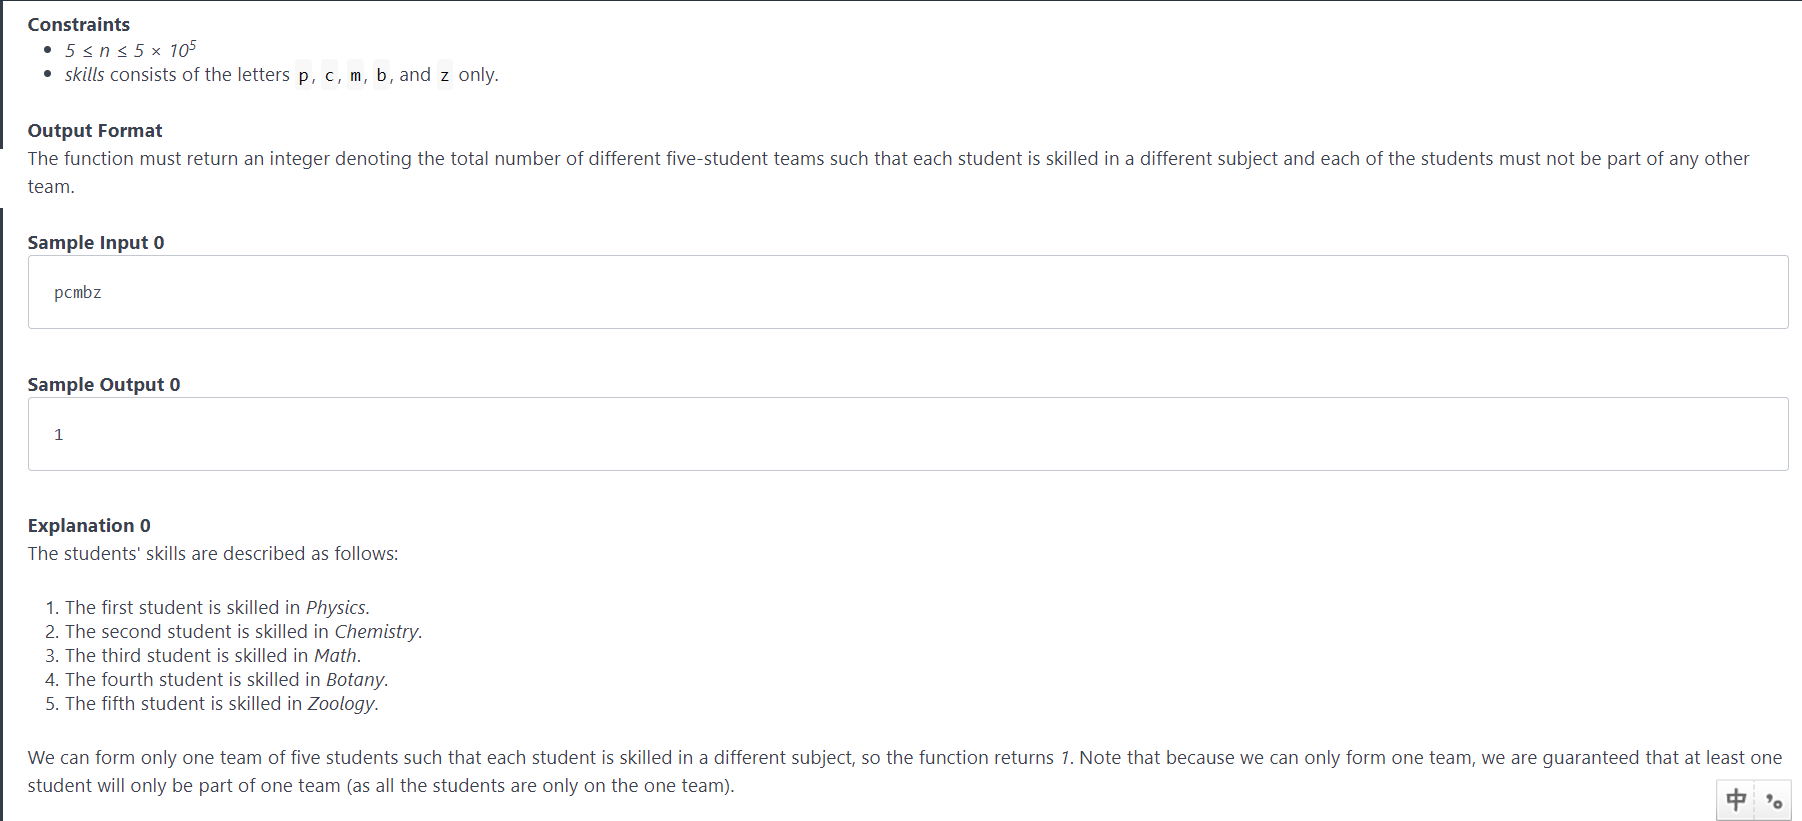 Constraints
• 5 ≤ n ≤ 5 × 10⁵
• skills consists of the letters p, c, m, b, and z only.
Output Format
The function must return an integer denoting the total number of different five-student teams such that each student is skilled in a different subject and each of the students must not be part of any other
team.
Sample Input 0
pcmbz
Sample Output 0
1
Explanation 0
The students' skills are described as follows:
1. The first student is skilled in Physics.
2. The second student is skilled in Chemistry.
3. The third student is skilled in Math.
4. The fourth student is skilled in Botany.
5. The fifth student is skilled in Zoology.
We can form only one team of five students such that each student is skilled in a different subject, so the function returns 1. Note that because we can only form one team, we are guaranteed that at least one
student will only be part of one team (as all the students are only on the one team).
中 °,